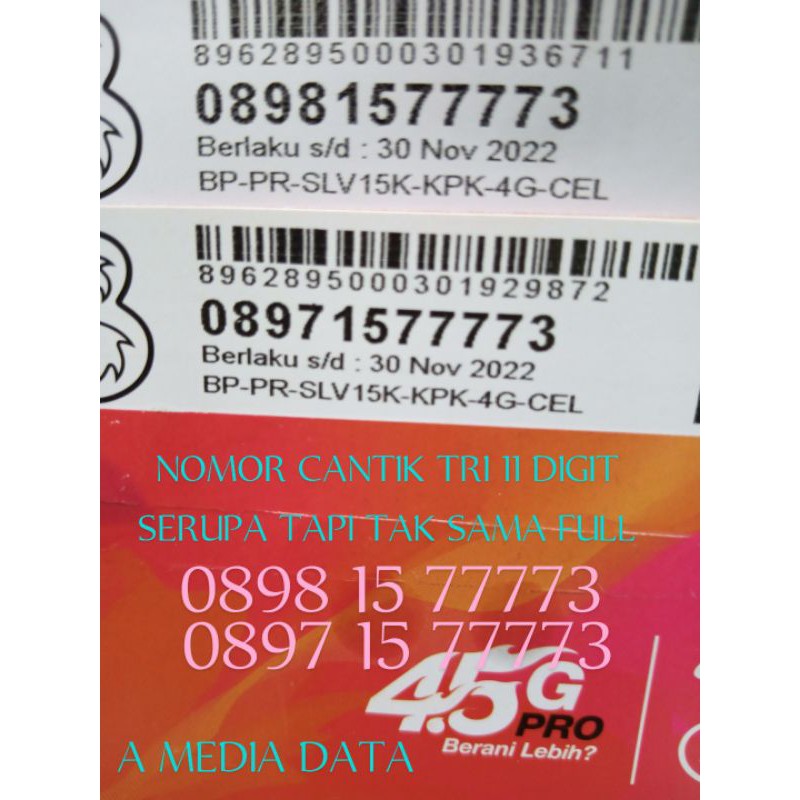 8962895000301936711
08981577773
Berlaku s/d : 30 Nov 2022
BP-PR-SLV15K-KPK-4G-CEL
8962895000301929872
08971577773
Berlaku s/d : 30 Nov 2022
BP-PR-SLV15K-KPK-4G-CEL
NOMOR CANTIK TRI 11 DIGIT
SERUPA TAPI TAK SAMA FULL
0898 15 77773
0897 15 77773
4.5G
PRO
Berani Lebih?
A MEDIA DATA